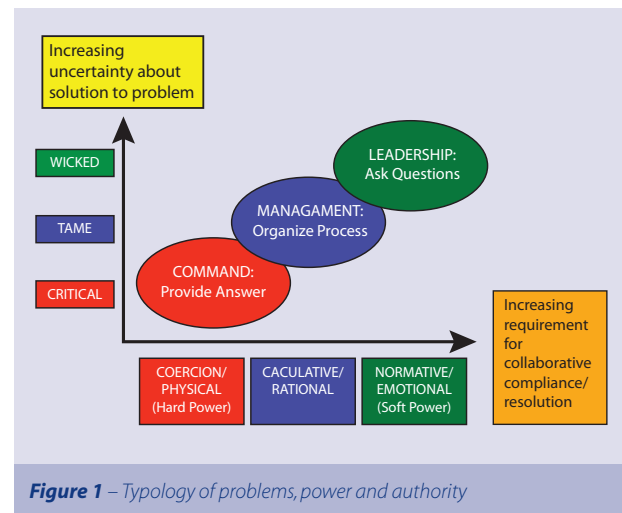 Increasing
uncertainty about
solution to problem
WICKED
TAME
CRITICAL
LEADERSHIP:
Ask Questions
MANAGAMENT:
Organize Process
COMMAND:
Provide Answer
COERCION/
PHYSICAL
(Hard Power)
CACULATIVE/
RATIONAL
NORMATIVE/
EMOTIONAL
(Soft Power)
Increasing
requirement
for
collaborative
compliance/
resolution
Figure 1 – Typology of problems, power and authority